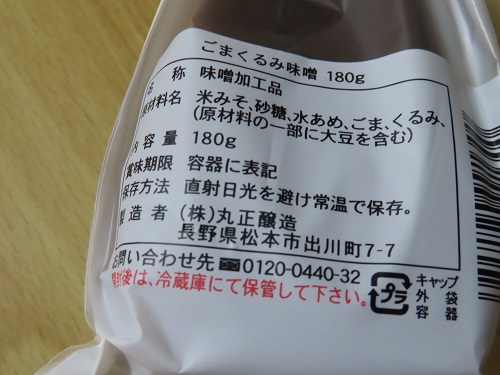 ごまくるみ味噌 180g
名 称 味噌加工品
原材料名 米みそ、砂糖、水あめ、ごま、くるみ、
(原材料の一部に大豆を含む)
内容量 180g
賞味期限 容器に表記
保存方法 直射日光を避け常温で保存。
製造者 (株)丸正醸造
長野県松本市出川町7-7
お問い合わせ先 ☎0120-0440-32
開封後は、冷蔵庫にて保管して下さい。
プラ
キャップ
外 袋
容 器